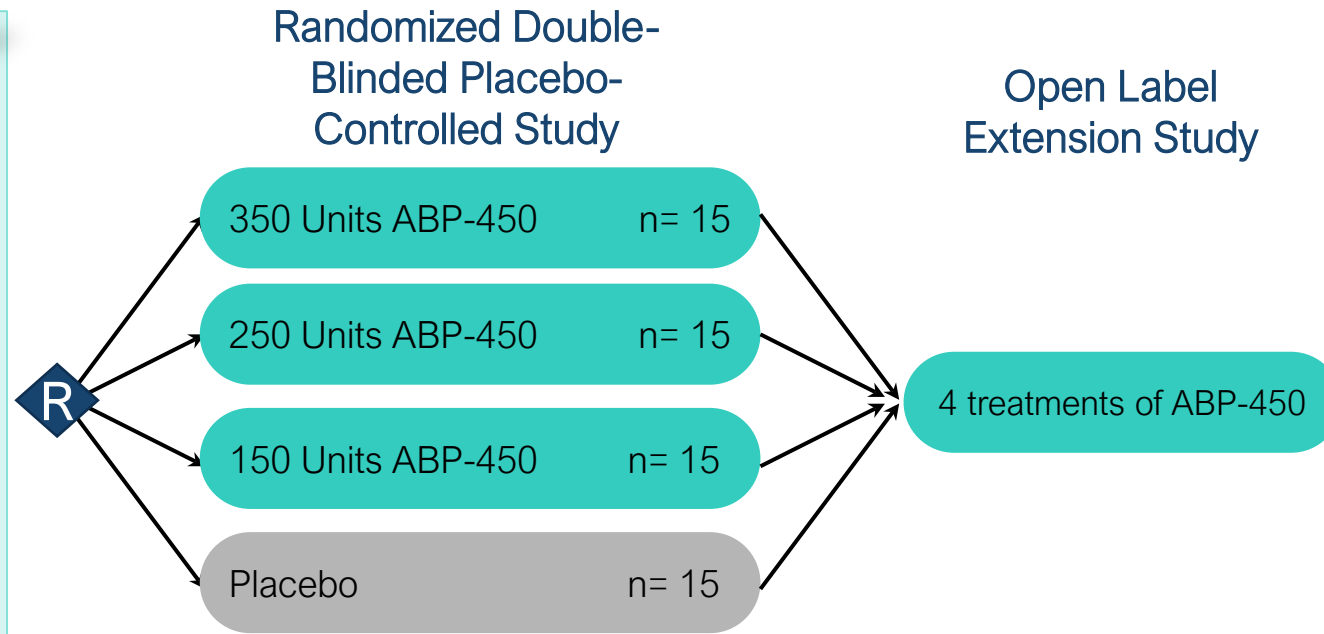 Randomized Double-
Blinded Placebo-
Controlled Study
Open Label
Extension Study
350 Units ABP-450 n= 15
250 Units ABP-450 n= 15
R
4 treatments of ABP-450
150 Units ABP-450 n= 15
Placebo n= 15